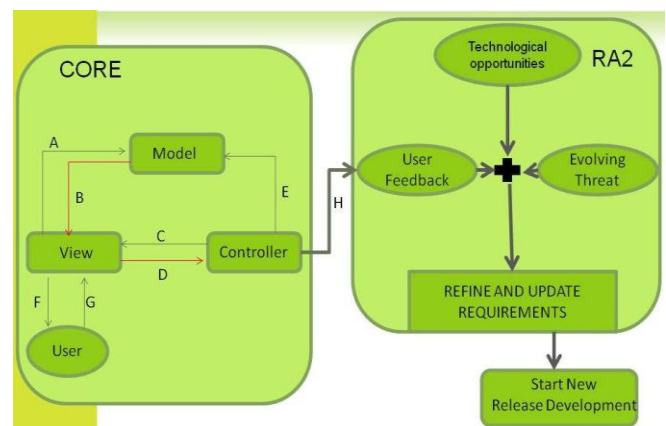 CORE
A
Model
B
E
C
View
Controller
D
F
G
User
H
Technological
opportunities
RA2
User
Feedback
Evolving
Threat
REFINE AND UPDATE
REQUIREMENTS
Start New
Release Development